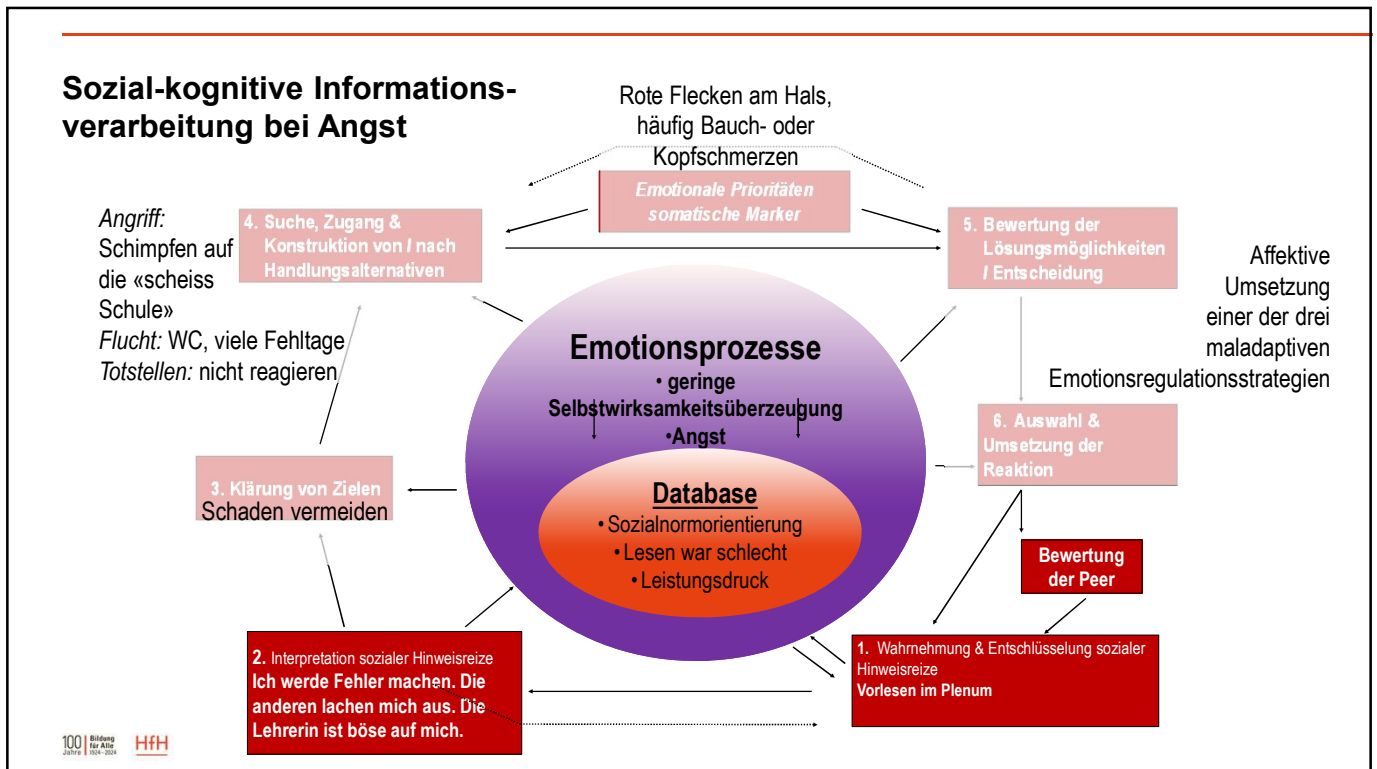 Sozial-kognitive Informations-
verarbeitung bei Angst
Rote Flecken am Hals,
häufig Bauch- oder
Kopfschmerzen
Emotionale Prioritäten
somatische Marker
4. Suche, Zugang &
Konstruktion von / nach
Handlungsalternativen
5. Bewertung der
Lösungsmöglichkeiten
/ Entscheidung
Angriff:
Schimpfen auf
die «scheiss
Schule»
Flucht: WC, viele Fehltage
Totstellen: nicht reagieren
Affektive
Umsetzung
einer der drei
maladaptiven
Emotionsregulationsstrategien
Emotionsprozesse
• geringe
Selbstwirksamkeitsüberzeugung
•Angst
6. Auswahl &
Umsetzung der
Reaktion
3. Klärung von Zielen
Schaden vermeiden
Database
• Sozialnormorientierung
• Lesen war schlecht
• Leistungsdruck
Bewertung
der Peer
2. Interpretation sozialer Hinweisreize
Ich werde Fehler machen. Die
anderen lachen mich aus. Die
Lehrerin ist böse auf mich.
1. Wahrnehmung & Entschlüsselung sozialer
Hinweisreize
Vorlesen im Plenum
100 Jahre
Bildung
für Alle
1924–2024
HfH